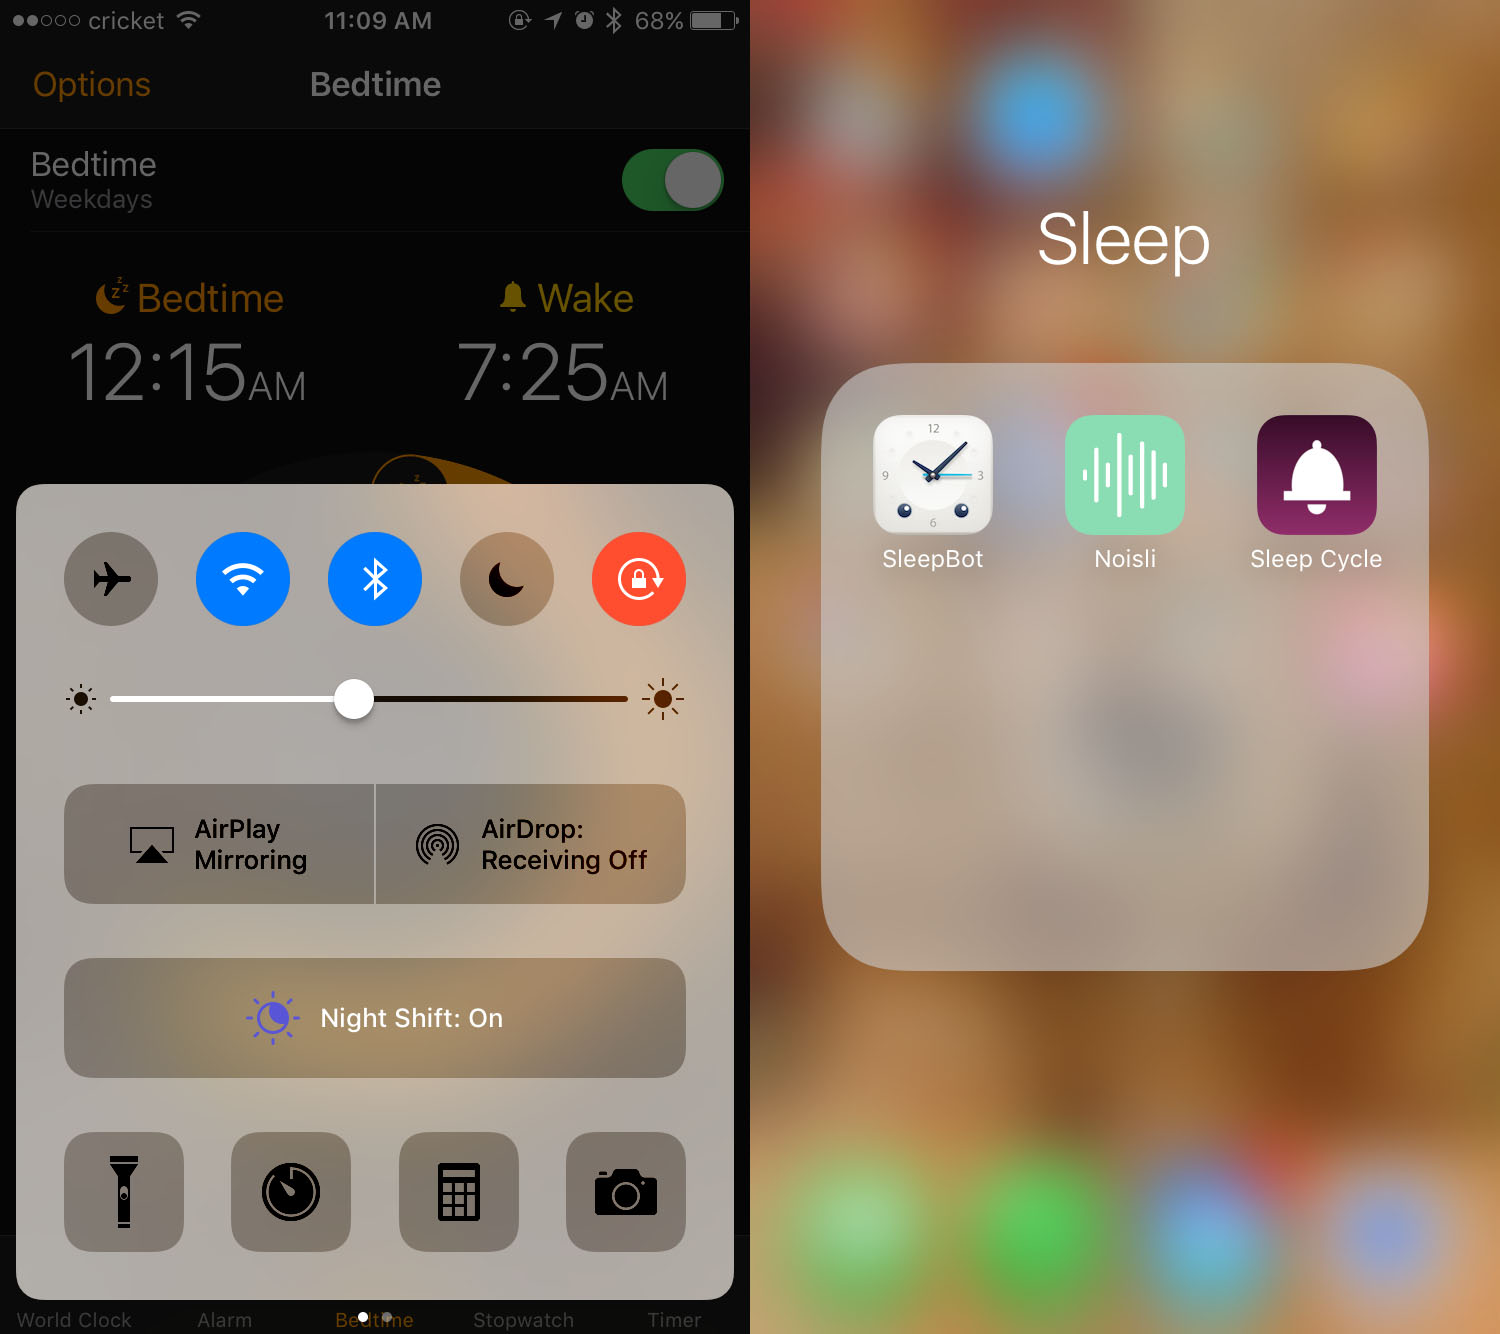 cricket 11:09 AM 68%
Options Bedtime
Bedtime
Weekdays
Bedtime Wake
12:15AM 7:25AM
AirPlay
Mirroring
AirDrop:
Receiving Off
Night Shift: On
World Clock Alarm Bedtime Stopwatch Timer
Sleep
12
9 3
6
SleepBot Noisli Sleep Cycle